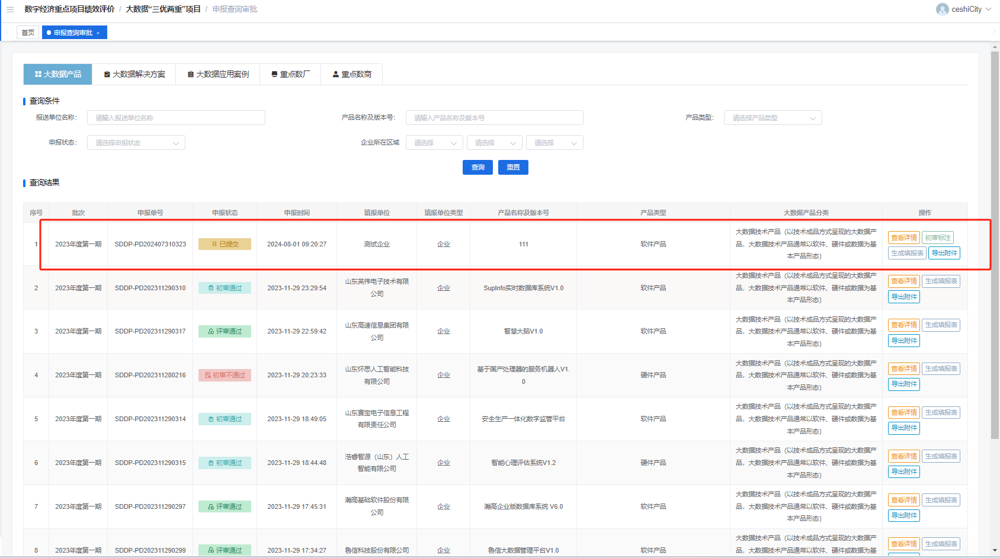 数字经济重点项目绩效评价 / 大数据“三优两重”项目 / 申报查询审批
ceshiCity
首页
申报查询审批 ×
大数据产品 大数据解决方案 大数据应用案例 重点数厂 重点数商
查询条件
报送单位名称: 请输入报送单位名称 产品名称及版本号: 请输入产品名称及版本号 产品类型: 请选择产品类型
申报状态: 请选择申报状态 企业所在区域 请选择 请选择 请选择
查询 重置
查询结果
序号 批次 申报单号 申报状态 申报时间 填报单位 填报单位类型 产品名称及版本号 产品类型 大数据产品分类 操作
1 2023年度第一期 SDDP-PD202407310323 已提交 2024-08-01 09:20:27 测试企业 企业 111 软件产品
大数据技术产品（以技术成品方式呈现的大数据产
品，大数据技术产品通常以软件、硬件或数据为基
本产品形态）
查看详情 初审标注
生成填报表 导出附件
2 2023年度第一期 SDDP-PD202311290310 初审通过 2023-11-29 23:29:54
山东英伟电子技术有限
公司
企业 SupInfo实时数据库系统V1.0 软件产品
大数据技术产品（以技术成品方式呈现的大数据产
品，大数据技术产品通常以软件、硬件或数据为基
本产品形态）
查看详情 生成填报表
导出附件
3 2023年度第一期 SDDP-PD202311290317 评审通过 2023-11-29 22:59:42
山东高速信息集团有限
公司
企业 智慧大脑V1.0 软件产品
大数据技术产品（以技术成品方式呈现的大数据产
品，大数据技术产品通常以软件、硬件或数据为基
本产品形态）
查看详情 生成填报表
导出附件
4 2023年度第一期 SDDP-PD202311280216 初审不通过 2023-11-29 20:23:33
山东怀思人工智能科技
有限公司
企业
基于国产处理器的服务机器人V1.
0
硬件产品
大数据技术产品（以技术成品方式呈现的大数据产
品，大数据技术产品通常以软件、硬件或数据为基
本产品形态）
查看详情 生成填报表
导出附件
5 2023年度第一期 SDDP-PD202311290314 初审通过 2023-11-29 18:49:05
山东赛宝电子信息工程
有限责任公司
企业 安全生产一体化数字监管平台 软件产品
大数据技术产品（以技术成品方式呈现的大数据产
品，大数据技术产品通常以软件、硬件或数据为基
本产品形态）
查看详情 生成填报表
导出附件
6 2023年度第一期 SDDP-PD202311290315 初审通过 2023-11-29 18:44:48
浩睿智源（山东）人工
智能有限公司
企业 智能心理评估系统V1.2 硬件产品
大数据技术产品（以技术成品方式呈现的大数据产
品，大数据技术产品通常以软件、硬件或数据为基
本产品形态）
查看详情 生成填报表
导出附件
7 2023年度第一期 SDDP-PD202311290297 评审通过 2023-11-29 17:45:31
瀚高基础软件股份有限
公司
企业 瀚高企业版数据库系统 V6.0 软件产品
大数据技术产品（以技术成品方式呈现的大数据产
品，大数据技术产品通常以软件、硬件或数据为基
本产品形态）
查看详情 生成填报表
导出附件
8 2023年度第一期 SDDP-PD202311290299 评审通过 2023-11-29 17:34:27 鲁信科技股份有限公司 企业 鲁信大数据管理平台V1.0 软件产品
大数据技术产品（以技术成品方式呈现的大数据产
品，大数据技术产品通常以软件、硬件或数据为基
查看详情 生成填报表